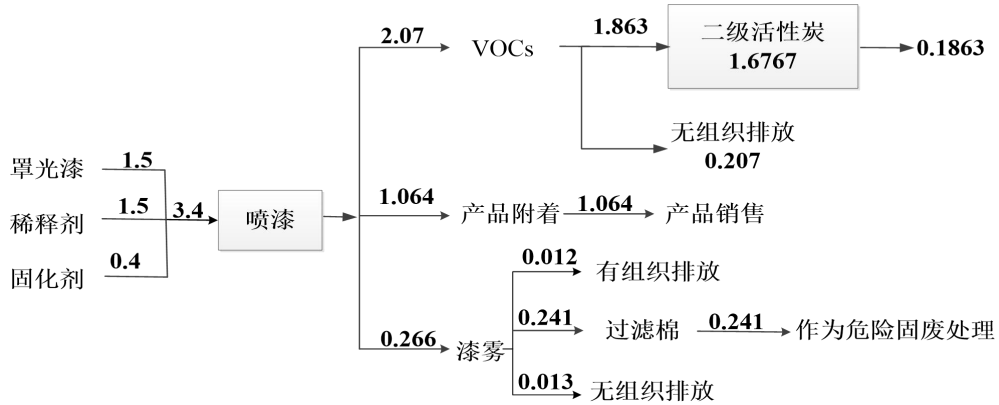 2.07
VOCs
1.863
二级活性炭
1.6767
0.1863
无组织排放
0.207
罩光漆
1.5
稀释剂
1.5
3.4
固化剂
0.4
喷漆
1.064
产品附着
1.064
产品销售
0.266
漆雾
0.012
有组织排放
0.241
过滤棉
0.241
作为危险固废处理
0.013
无组织排放